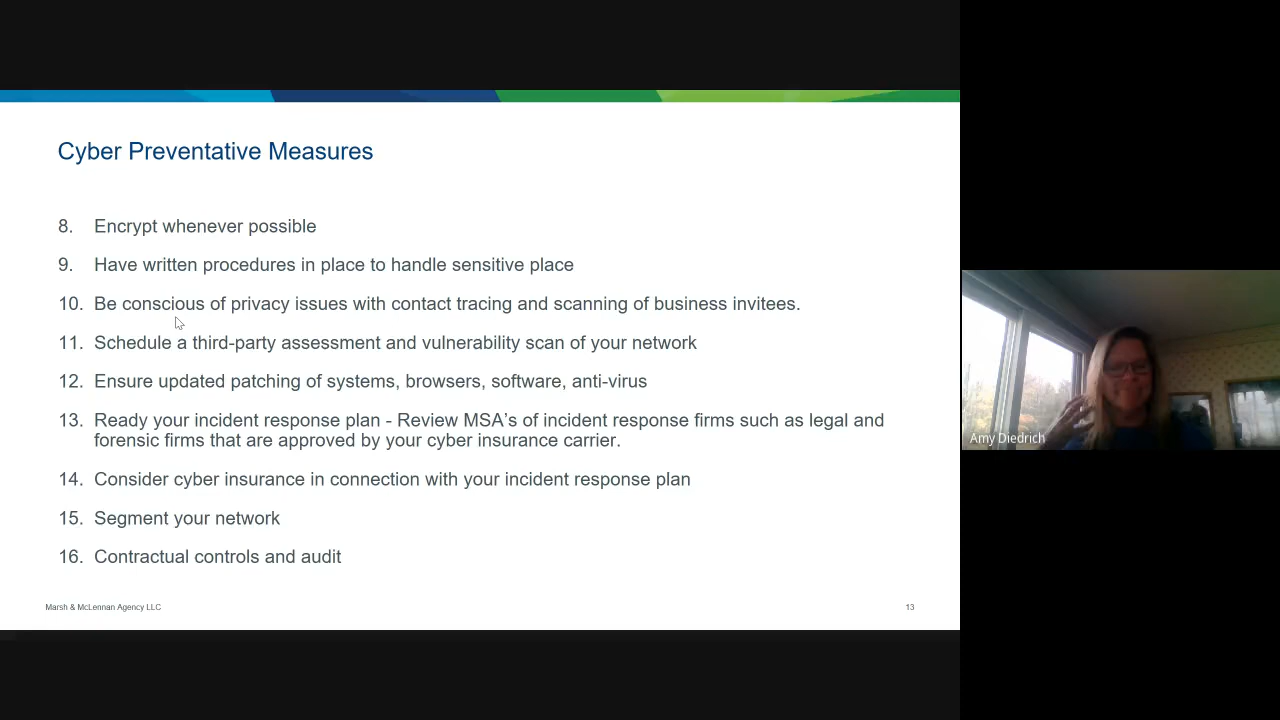 Cyber Preventative Measures
8. Encrypt whenever possible
9. Have written procedures in place to handle sensitive place
10. Be conscious of privacy issues with contact tracing and scanning of business invitees.
11. Schedule a third-party assessment and vulnerability scan of your network
12. Ensure updated patching of systems, browsers, software, anti-virus
13. Ready your incident response plan - Review MSA's of incident response firms such as legal and
forensic firms that are approved by your cyber insurance carrier.
14. Consider cyber insurance in connection with your incident response plan
15. Segment your network
16. Contractual controls and audit
Marsh & McLennan Agency LLC
13
Amy Diedrich